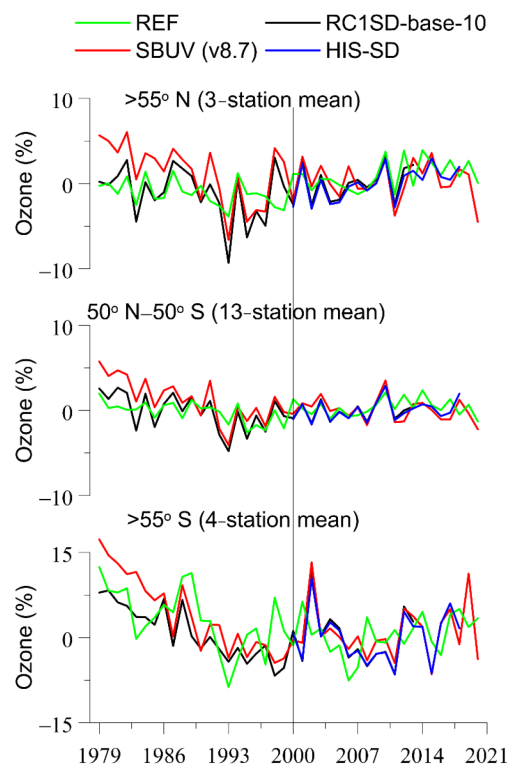 REF RC1SD-base-10
SBUV (v8.7) HIS-SD
>55° N (3-station mean)
10
Ozone (%)
0
−10
50° N–50° S (13-station mean)
10
Ozone (%)
0
−10
>55° S (4-station mean)
15
Ozone (%)
0
−15
1979 1986 1993 2000 2007 2014 2021